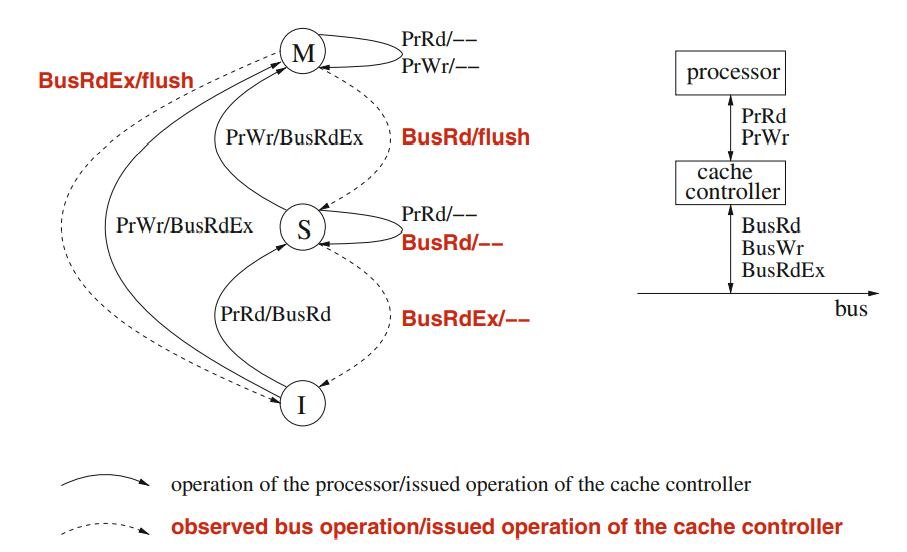 M
PrRd/−−
PrWr/−−
BusRdEx/flush
PrWr/BusRdEx
BusRd/flush
PrWr/BusRdEx
S
PrRd/−−
BusRd/−−
PrRd/BusRd
BusRdEx/−−
I
processor
PrRd
PrWr
cache
controller
BusRd
BusWr
BusRdEx
bus
operation of the processor/issued operation of the cache controller
observed bus operation/issued operation of the cache controller